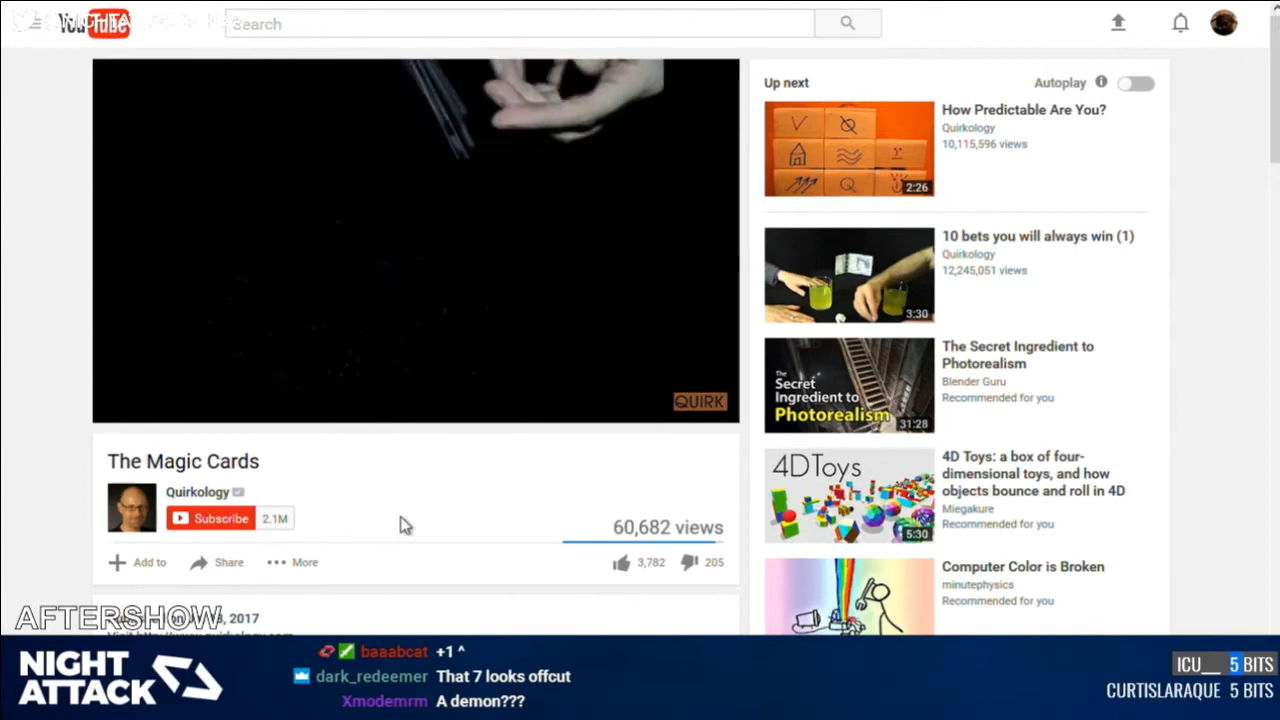 YouTube
Search
Up next
Autoplay
How Predictable Are You?
Quirkology
10,115,596 views
2:26
10 bets you will always win (1)
Quirkology
12,245,051 views
3:30
The Secret Ingredient to
Photorealism
Blender Guru
Recommended for you
The
Secret
Ingredient to
Photorealism
31:28
4D Toys: a box of four-
dimensional toys, and how
objects bounce and roll in 4D
Miegakure
Recommended for you
4DToys
5:30
Computer Color is Broken
minutephysics
Recommended for you
QUIRK
The Magic Cards
Quirkology
Subscribe 2.1M
60,682 views
Add to Share More
3,782 205
AFTERSHOW
2017
NIGHT
ATTACK
baaabcat +1 ^
dark_redeemer That 7 looks offcut
Xmodemrm A demon???
ICU__ 5 BITS
CURTISLARAQUE 5 BITS